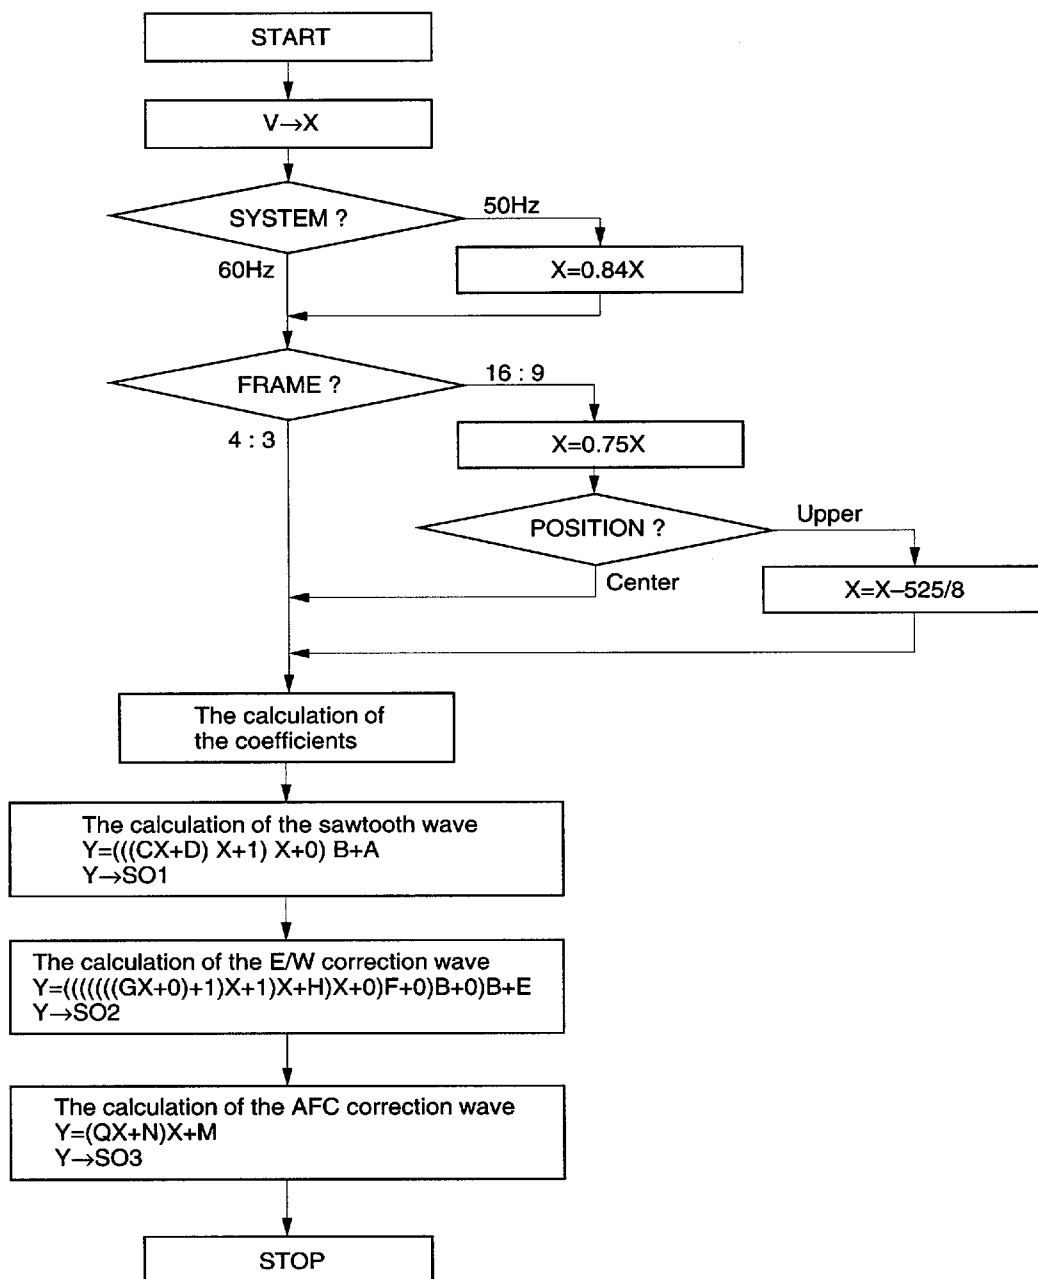 START
V→X
SYSTEM ?
50Hz
60Hz
X=0.84X
FRAME ?
16 : 9
4 : 3
X=0.75X
POSITION ?
Upper
Center
X=X–525/8
The calculation of
the coefficients
The calculation of the sawtooth wave
Y=(((CX+D) X+1) X+0) B+A
Y→SO1
The calculation of the E/W correction wave
Y=(((((((GX+0)+1)X+1)X+H)X+0)F+0)B+0)B+E
Y→SO2
The calculation of the AFC correction wave
Y=(QX+N)X+M
Y→SO3
STOP